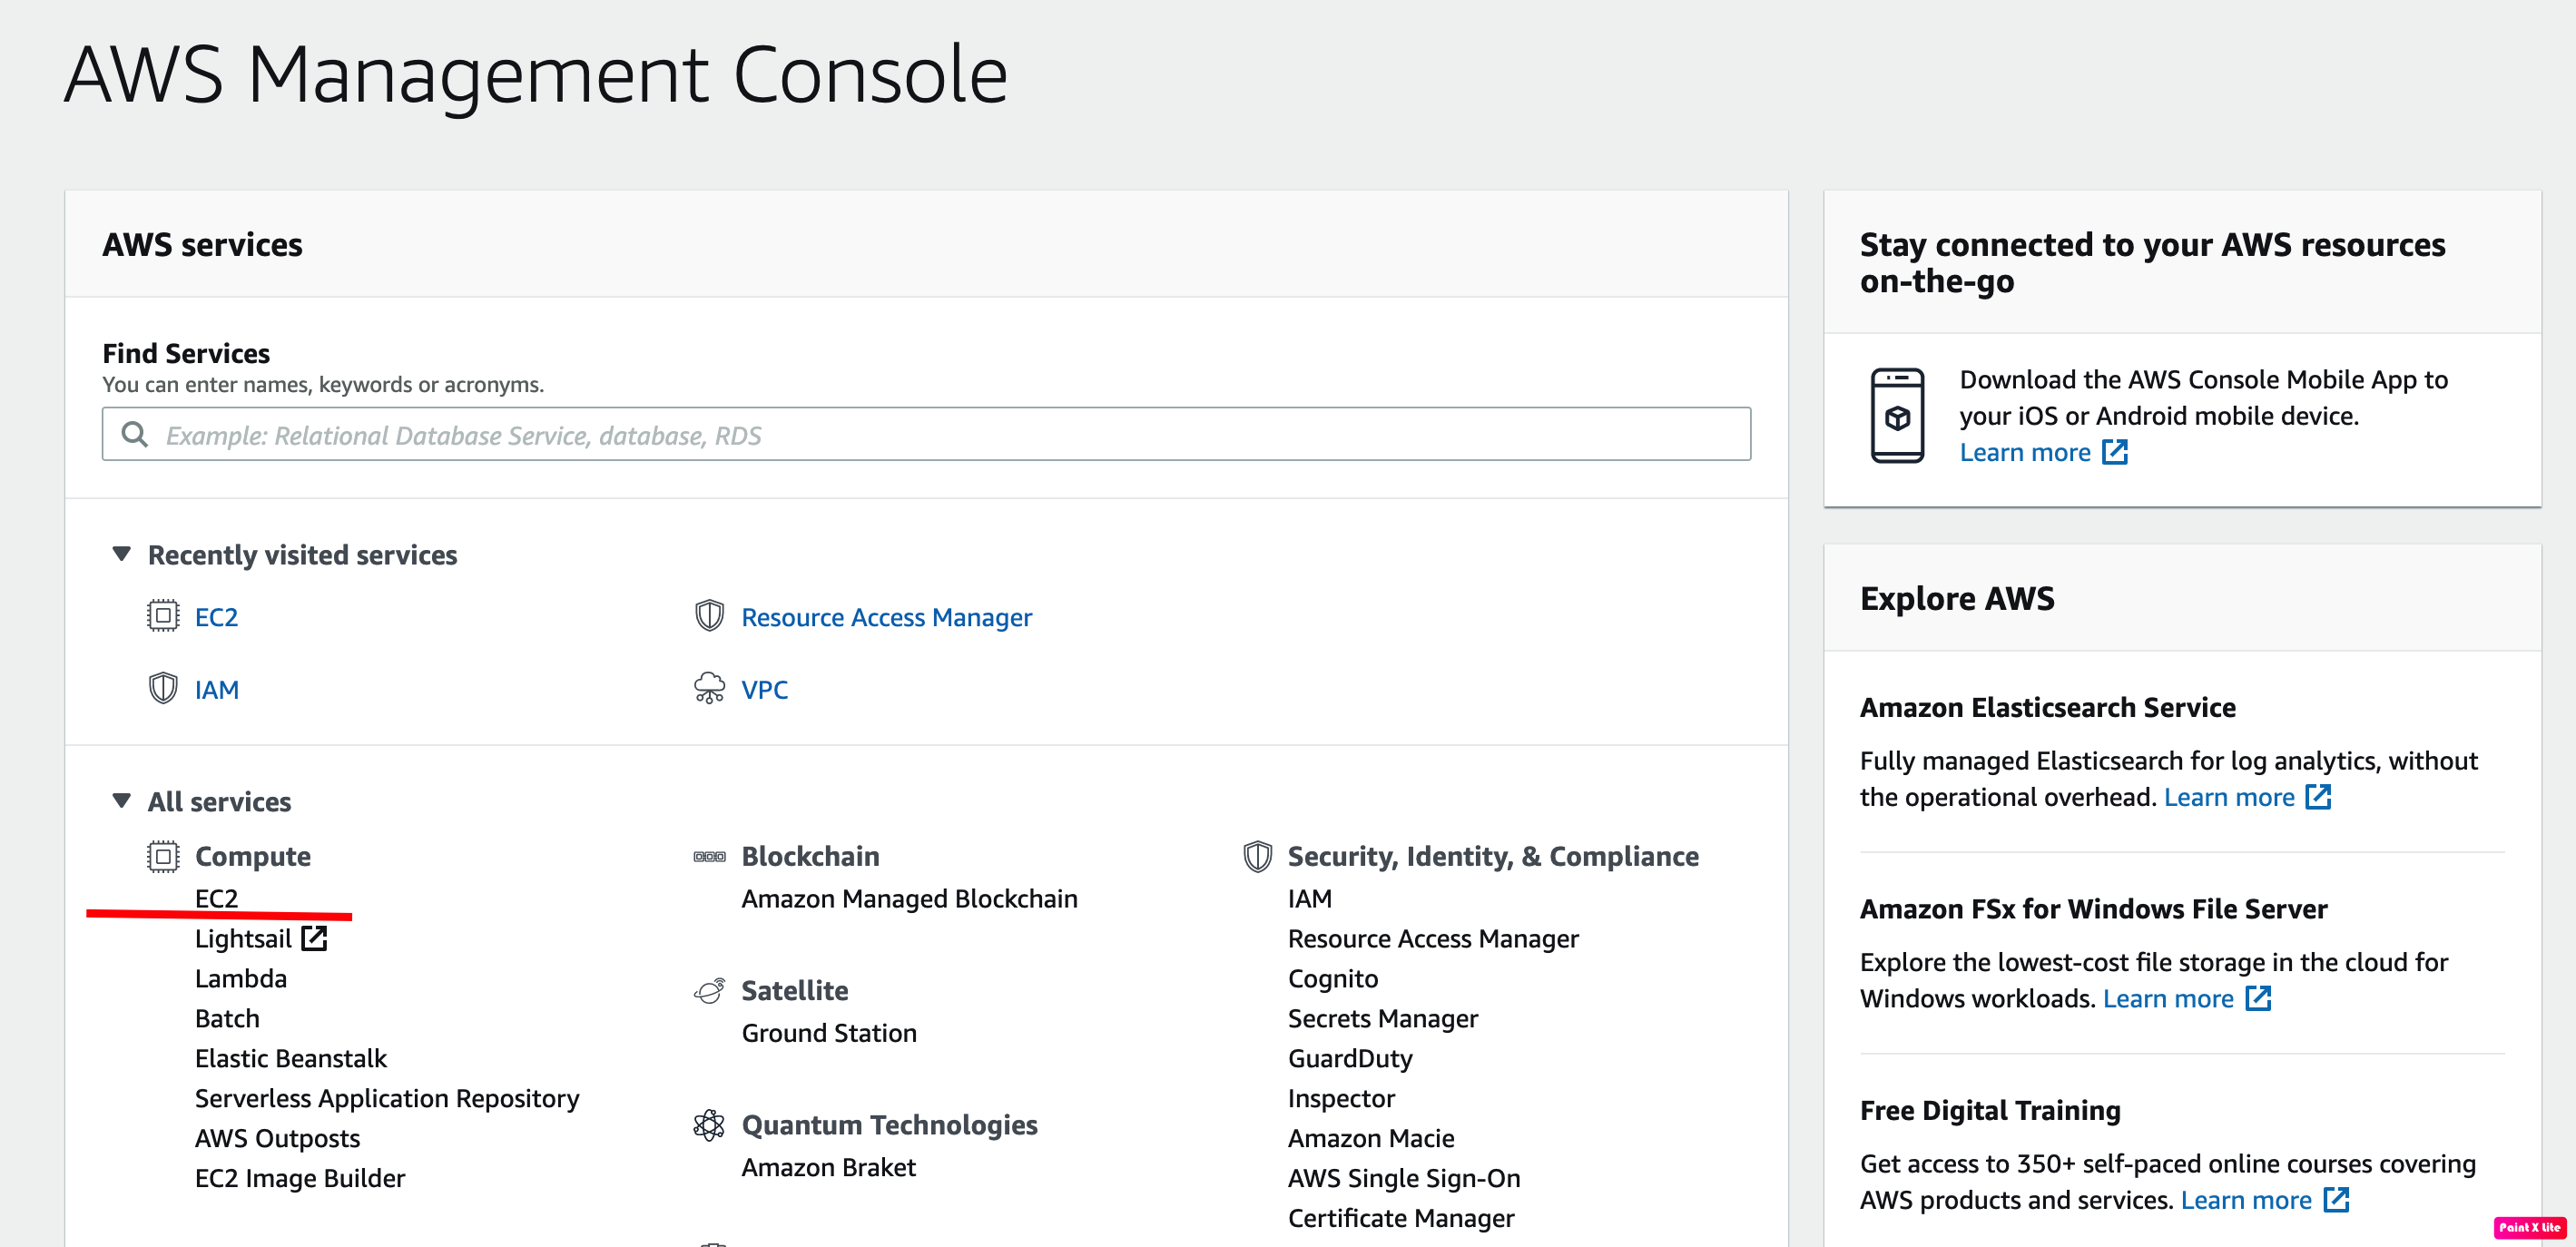 AWS Management Console
AWS services
Find Services
You can enter names, keywords or acronyms.
Example: Relational Database Service, database, RDS
Recently visited services
EC2
Resource Access Manager
IAM
VPC
All services
Compute
EC2
Lightsail
Lambda
Batch
Elastic Beanstalk
Serverless Application Repository
AWS Outposts
EC2 Image Builder
Blockchain
Amazon Managed Blockchain
Satellite
Ground Station
Quantum Technologies
Amazon Braket
Security, Identity, & Compliance
IAM
Resource Access Manager
Cognito
Secrets Manager
GuardDuty
Inspector
Amazon Macie
AWS Single Sign-On
Certificate Manager
Stay connected to your AWS resources
on-the-go
Download the AWS Console Mobile App to
your iOS or Android mobile device.
Learn more
Explore AWS
Amazon Elasticsearch Service
Fully managed Elasticsearch for log analytics, without
the operational overhead. Learn more
Amazon FSx for Windows File Server
Explore the lowest-cost file storage in the cloud for
Windows workloads. Learn more
Free Digital Training
Get access to 350+ self-paced online courses covering
AWS products and services. Learn more
Paint X Lite